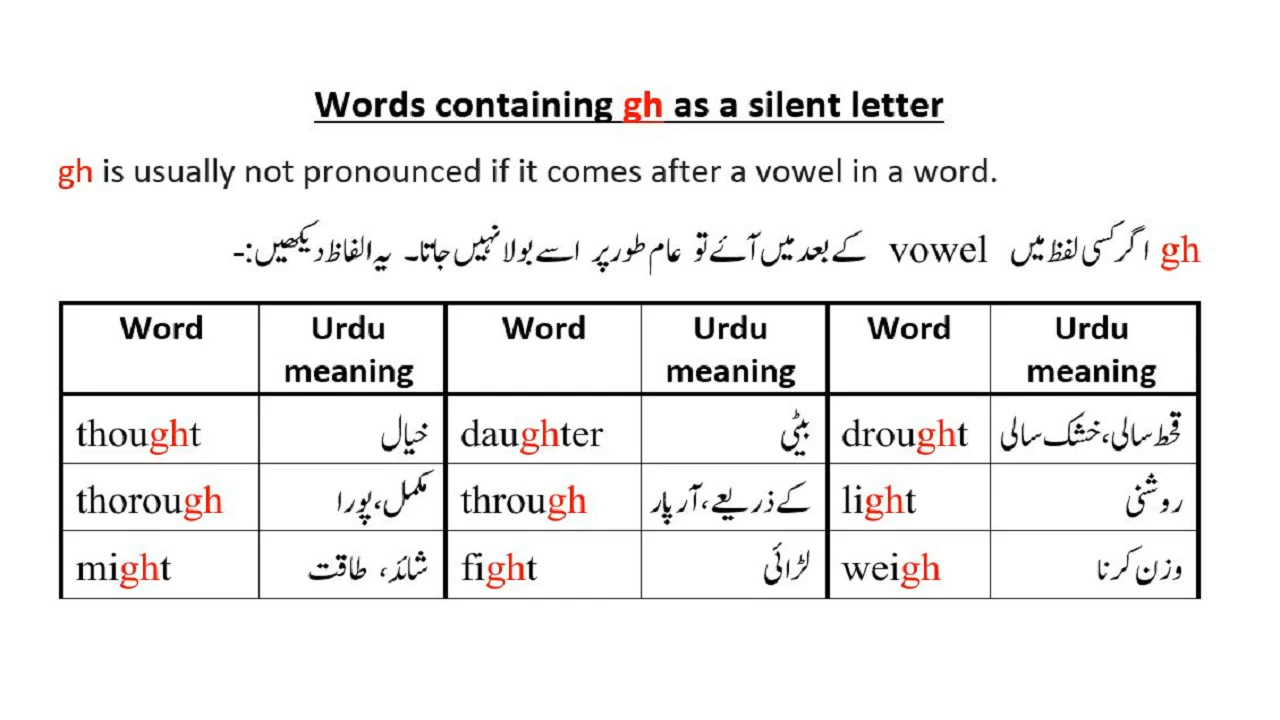 Words containing gh as a silent letter
gh is usually not pronounced if it comes after a vowel in a word.
gh اگر کسی لفظ میں vowel کے بعد میں آئے تو عام طور پر اسے بولا نہیں جاتا۔ یہ الفاظ دیکھیں:-
Word Urdu meaning Word Urdu meaning Word Urdu meaning
thought خیال daughter بیٹی drought قحط سالی، خشک سالی
thorough مکمل، پورا through کے ذریعے، آر پار light روشنی
might شائد، طاقت fight لڑائی weigh وزن کرنا